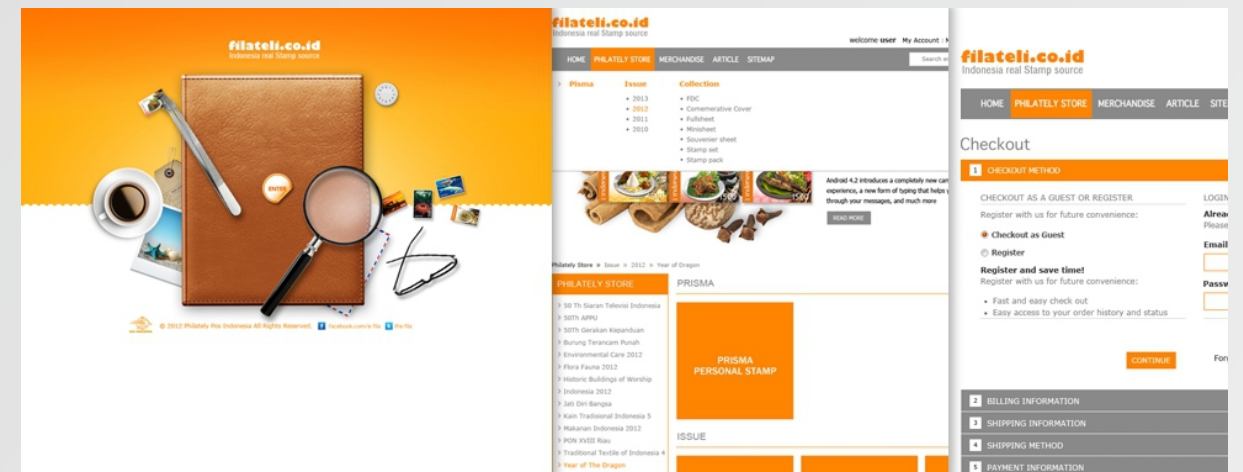 filateli.co.id
Indonesia real Stamp source
ENTER
© 2012 Philately Pos Indonesia All Rights Reserved.
filateli.co.id
Indonesia real Stamp source
welcome user My Account
HOME PHILATELY STORE MERCHANDISE ARTICLE SITEMAP
Search
Pisma
Issue
2013
2012
2011
2010
Collection
FDC
Comemerative Cover
Fullsheet
Minisheet
Souvenier sheet
Stamp set
Stamp pack
Android 4.2 introduces a completely new
experience, a new form of typing that helps
through your messages, and much more
READ MORE
Philately Store » Issue » 2012 » Year of Dragon
PHILATELY STORE
50 Th Siaran Televisi Indonesia
50Th APPU
50Th Gerakan Kepanduan
Burung Terancam Punah
Environmental Care 2012
Flora Fauna 2012
Historic Buildings of Worship
Indonesia 2012
Jati Diri Bangsa
Kain Tradisional Indonesia 5
Makanan Indonesia 2012
PON XVIII Riau
Traditional Textile of Indonesia 4
Year of The Dragon
PRISMA
PRISMA
PERSONAL STAMP
ISSUE
filateli.co.id
Indonesia real Stamp source
HOME PHILATELY STORE MERCHANDISE ARTICLE SITE
Checkout
1 CHECKOUT METHOD
CHECKOUT AS A GUEST OR REGISTER
Register with us for future convenience:
Checkout as Guest
Register
Register and save time!
Register with us for future convenience:
Fast and easy check out
Easy access to your order history and status
CONTINUE
LOGIN
Alrea
Please
Email
Passw
For
2 BILLING INFORMATION
3 SHIPPING INFORMATION
4 SHIPPING METHOD
5 PAYMENT INFORMATION